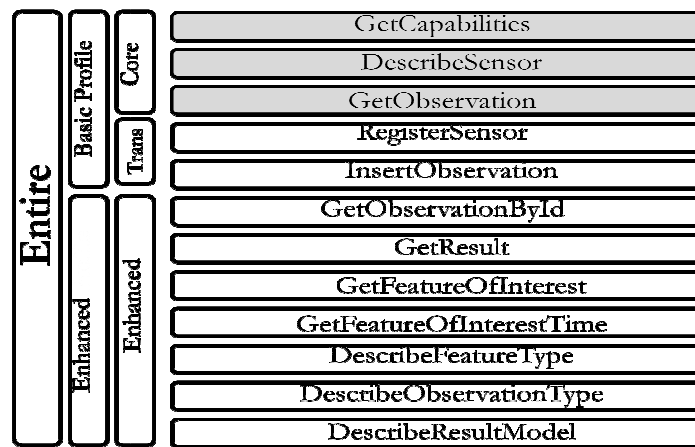 Entire
Basic Profile
Core
Trans
Enhanced
Enhanced
GetCapabilities
DescribeSensor
GetObservation
RegisterSensor
InsertObservation
GetObservationById
GetResult
GetFeatureOfInterest
GetFeatureOfInterestTime
DescribeFeatureType
DescribeObservationType
DescribeResultModel